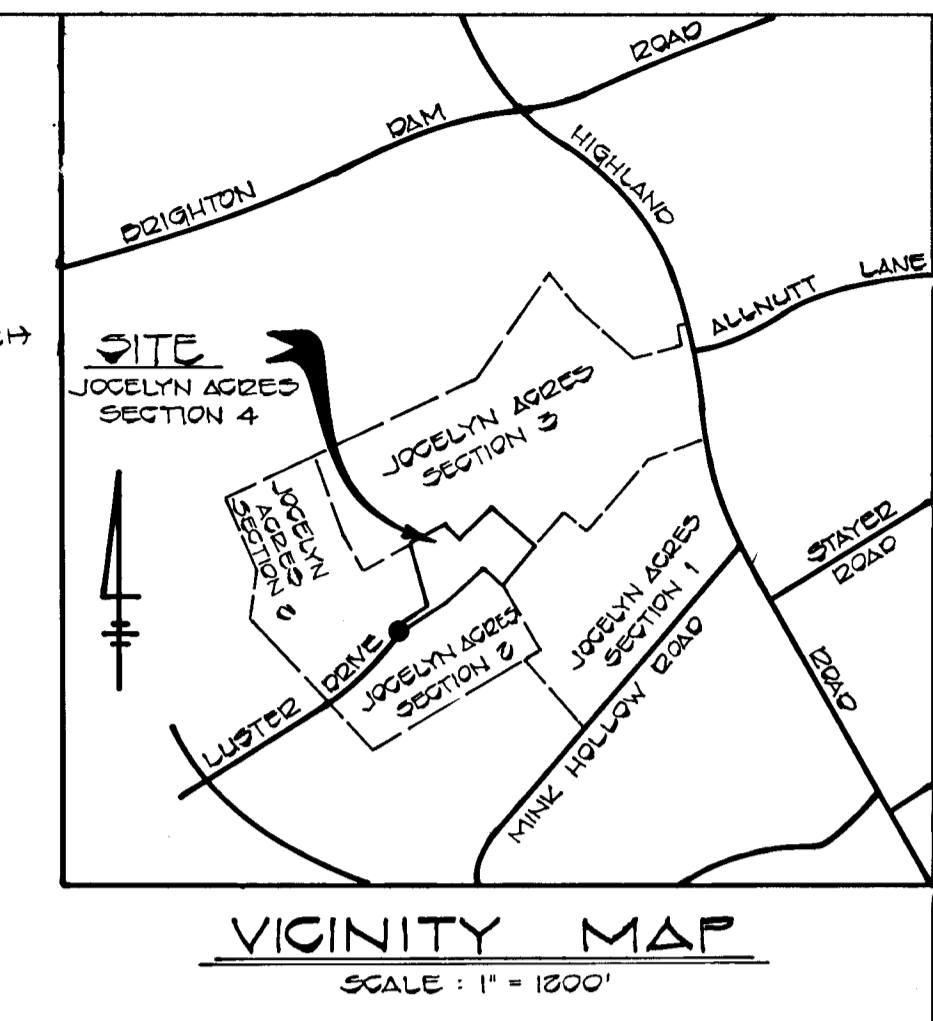 ROAD
DAM
BRIGHTON
HIGHLAND
ALLNUTT LANE
SITE
JOCELYN ACRES
SECTION 4
JOCELYN ACRES
SECTION 3
JOCELYN
ACRES
SECTION 2
STAYER
ROAD
JOCELYN ACRES
SECTION 1
JOCELYN ACRES
SECTION 2
LUSTER DRIVE
MINK HOLLOW ROAD
ROAD
VICINITY MAP
SCALE : 1" = 1200'